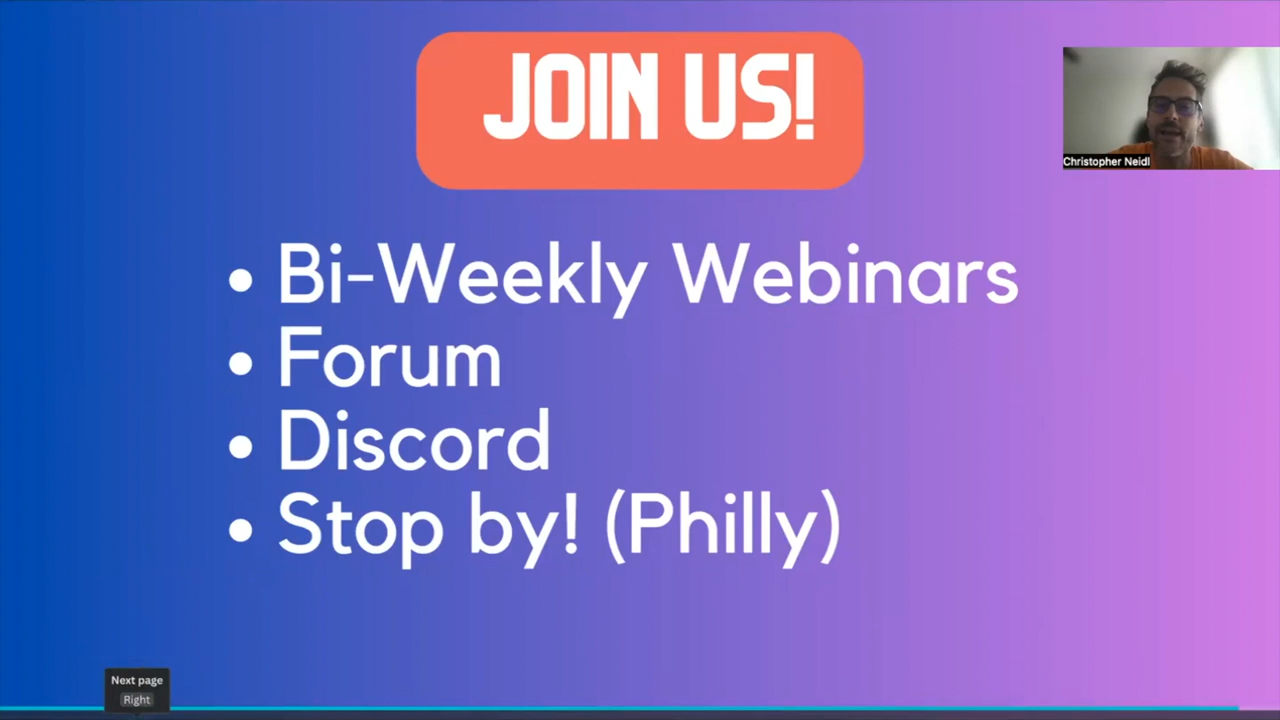 JOIN US!
Christopher Neidl
• Bi-Weekly Webinars
• Forum
• Discord
• Stop by! (Philly)
Next page
Right